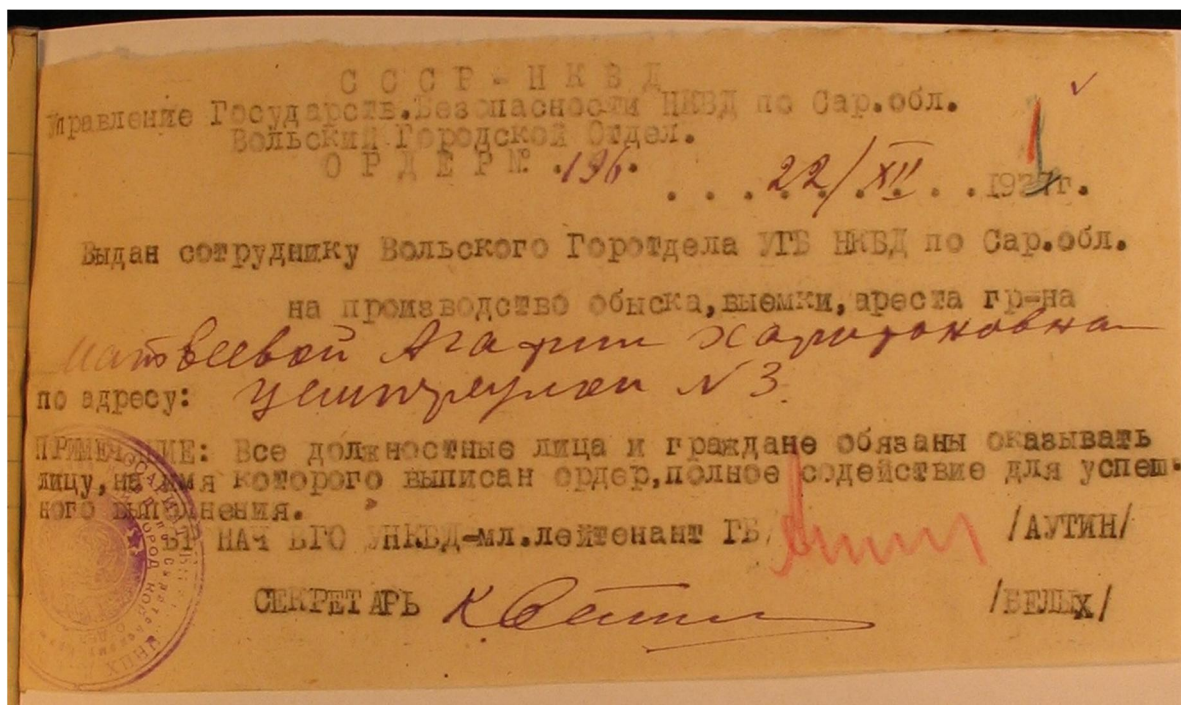 СССР-НКВД
Управление Государств.Безопасности НКВД по Сар.обл.
Вольский Городской Отдел.
ОРДЕР № .196.
. . . 22/XII . . 193 г.
Выдан сотруднику Вольского Горотдела УГБ НКВД по Сар.обл.
на производство обыска,выемки,ареста гр-на
Матвеевой Агафии Харитоновна
по адресу: № 3
ПРИМЕЧАНИЕ: Все должностные лица и граждане обязаны оказывать
лицу,на имя которого выписан ордер,полное содействие для успеш-
ного выполнения.
ВР НАЧ ВГО УНКВД-мл.лейтенант ГБ/ /АУТИН/
СЕКРЕТАРЬ /БЕЛЫХ/